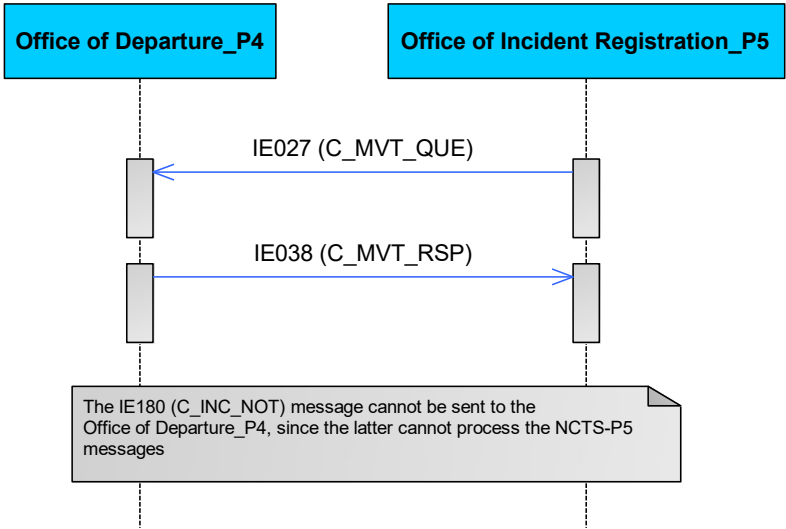 Office of Departure_P4
Office of Incident Registration_P5
IE027 (C_MVT_QUE)
IE038 (C_MVT_RSP)
The IE180 (C_INC_NOT) message cannot be sent to the
Office of Departure_P4, since the latter cannot process the NCTS-P5
messages